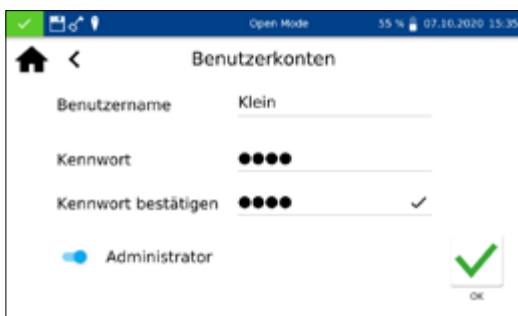 Open Mode 55 % 07.10.2020 15:35
Benutzerkonten
Benutzername Klein
Kennwort ●●●●
Kennwort bestätigen ●●●●
Administrator
OK